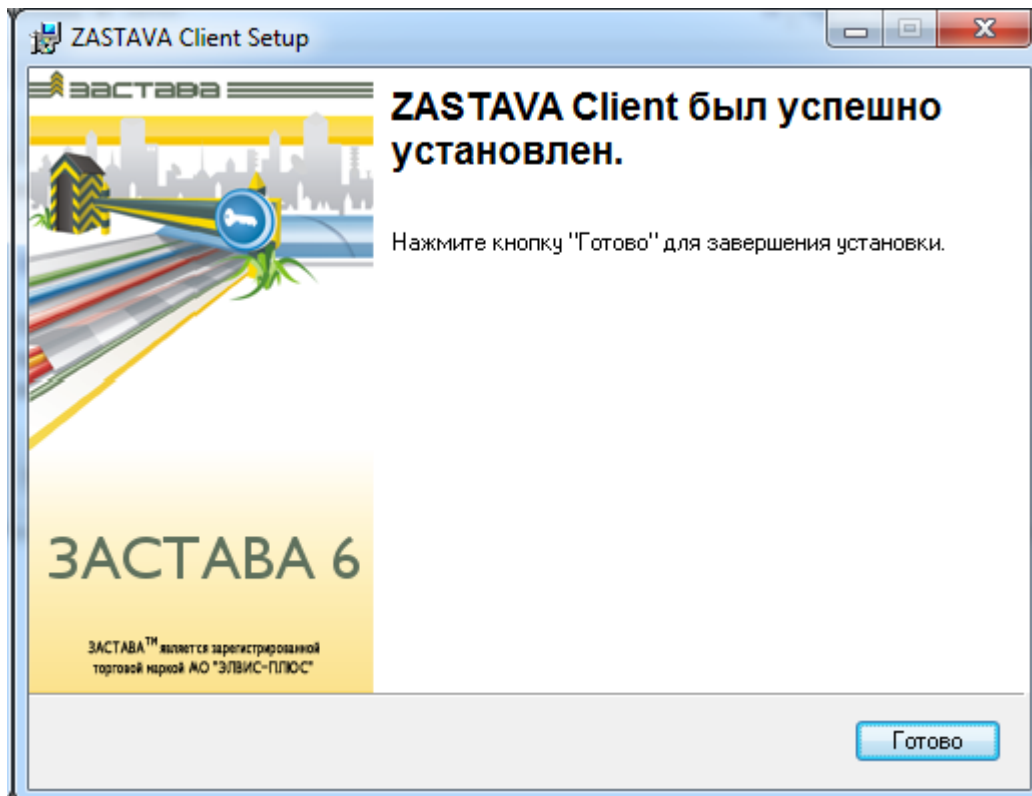 ZASTAVA Client Setup
застава
ZASTAVA Client был успешно
установлен.
Нажмите кнопку "Готово" для завершения установки.
ЗАСТАВА 6
ЗАСТАВА™ является зарегистрированной
торговой маркой АО "ЭЛВИС-ПЛЮС"
Готово